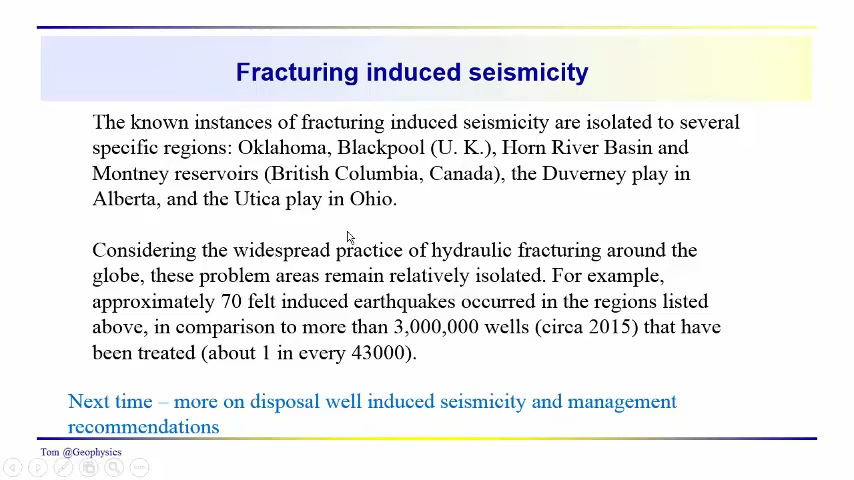 Fracturing induced seismicity
The known instances of fracturing induced seismicity are isolated to several
specific regions: Oklahoma, Blackpool (U. K.), Horn River Basin and
Montney reservoirs (British Columbia, Canada), the Duverney play in
Alberta, and the Utica play in Ohio.
Considering the widespread practice of hydraulic fracturing around the
globe, these problem areas remain relatively isolated. For example,
approximately 70 felt induced earthquakes occurred in the regions listed
above, in comparison to more than 3,000,000 wells (circa 2015) that have
been treated (about 1 in every 43000).
Next time – more on disposal well induced seismicity and management
recommendations
Tom @Geophysics